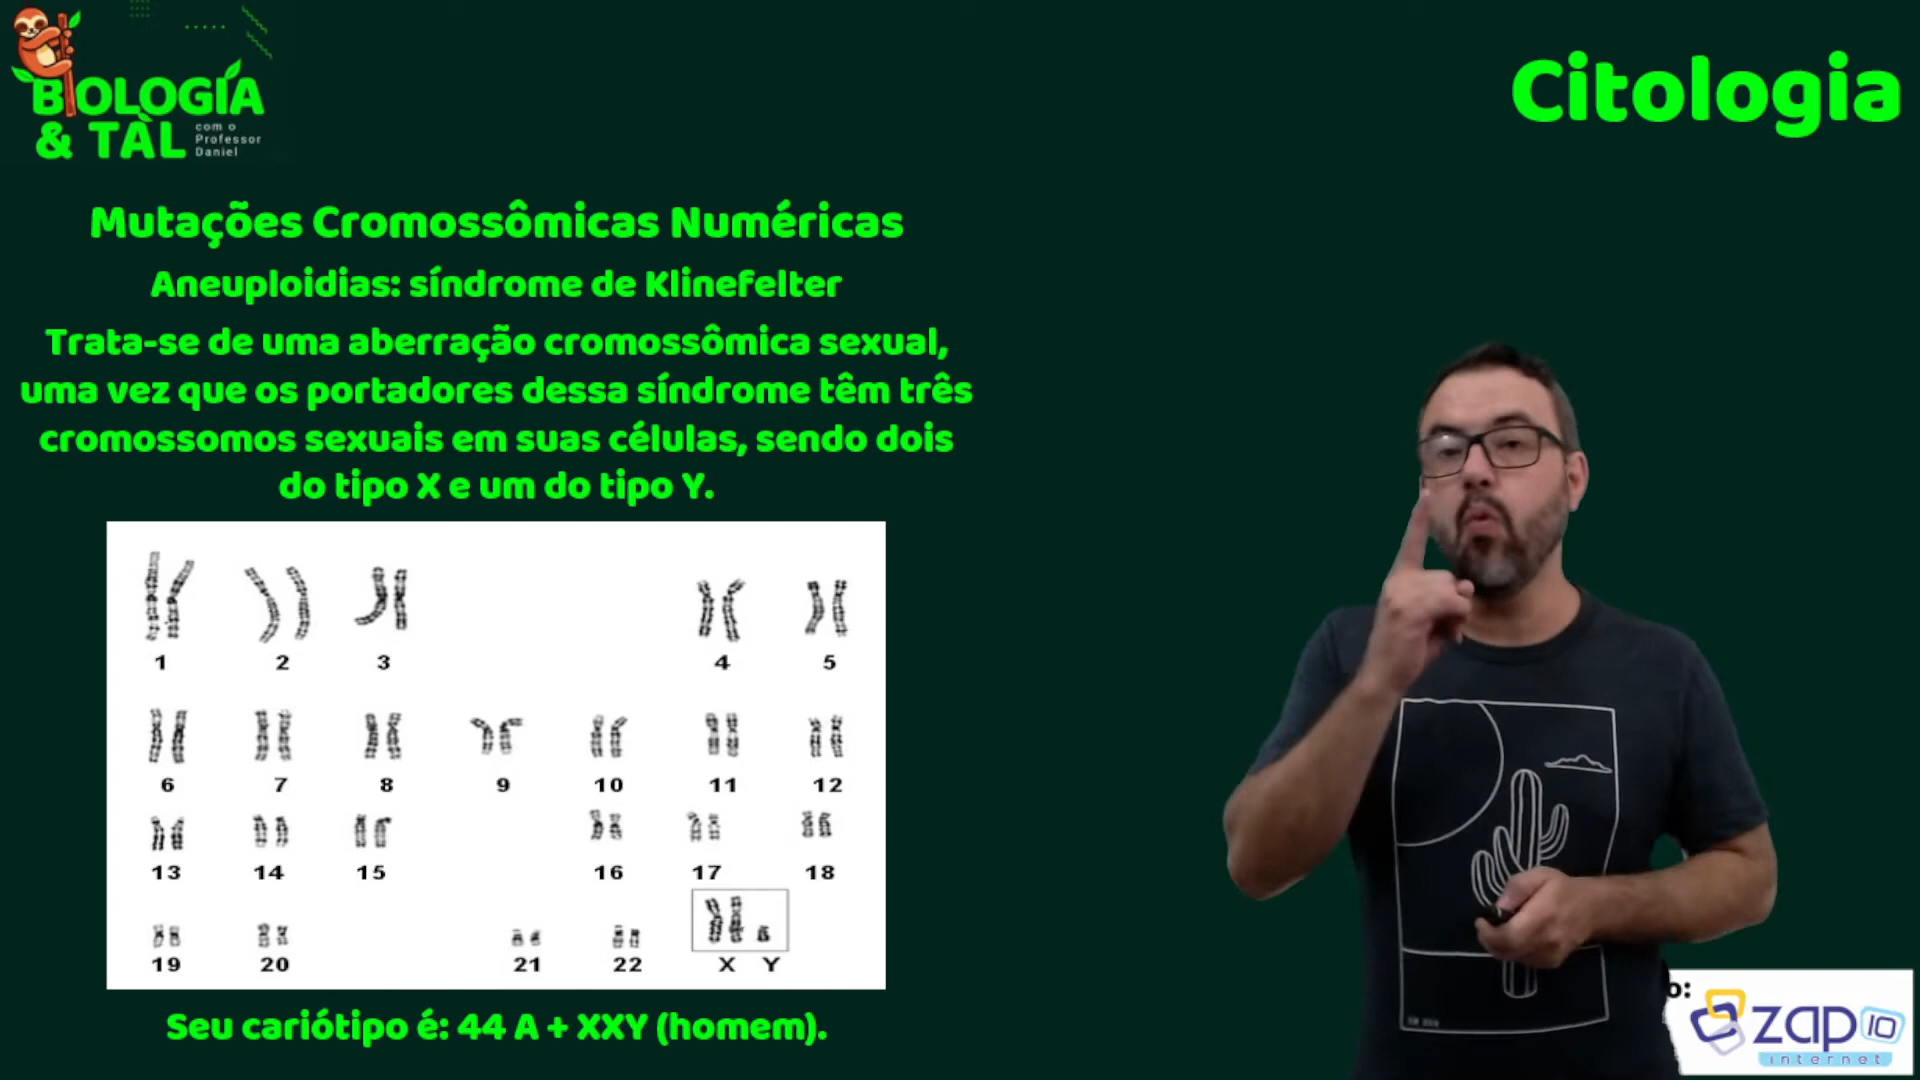 BIOLOGIA
& TAL
com o
Professor
Daniel
Citologia
Mutações Cromossômicas Numéricas
Aneuploidias: síndrome de Klinefelter
Trata-se de uma aberração cromossômica sexual,
uma vez que os portadores dessa síndrome têm três
cromossomos sexuais em suas células, sendo dois
do tipo X e um do tipo Y.
1 2 3 4 5
6 7 8 9 10 11 12
13 14 15 16 17 18
19 20 21 22 X Y
Seu cariótipo é: 44 A + XXY (homem).
o:
zap 10
internet